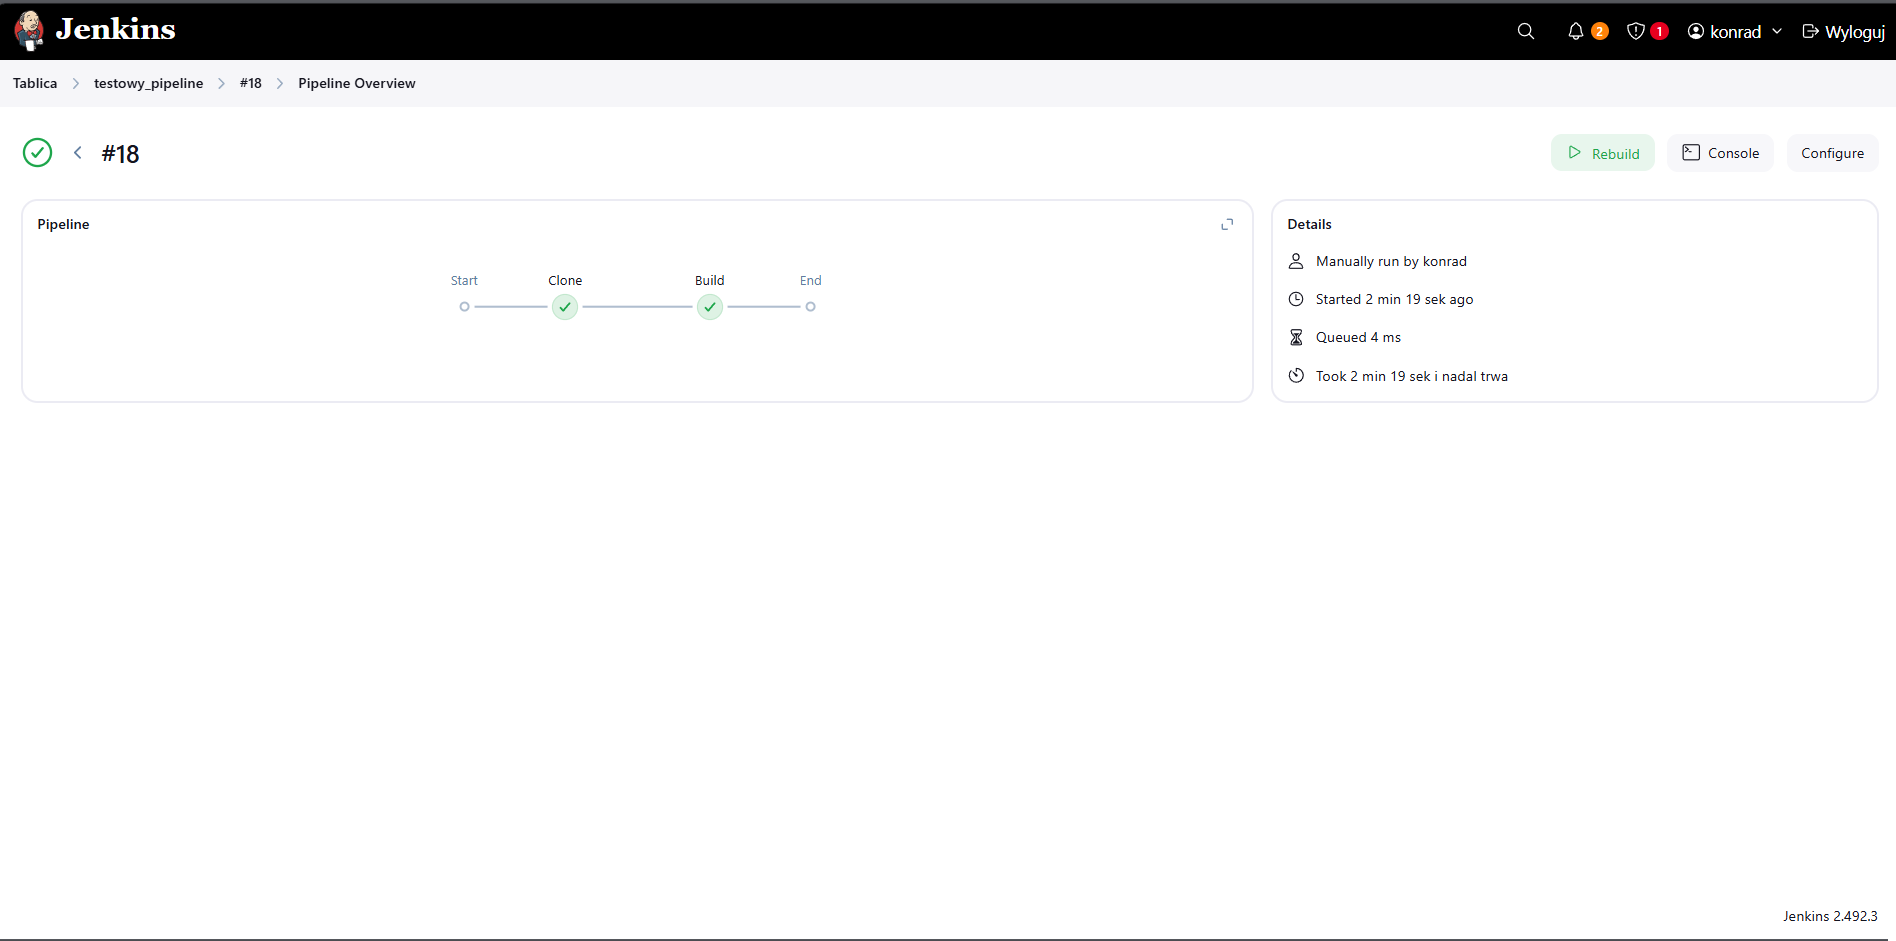 Jenkins
2
1
konrad
Wyloguj
Tablica
testowy_pipeline
#18
Pipeline Overview
#18
Rebuild
Console
Configure
Pipeline
Start
Clone
Build
End
Details
Manually run by konrad
Started 2 min 19 sek ago
Queued 4 ms
Took 2 min 19 sek i nadal trwa
Jenkins 2.492.3